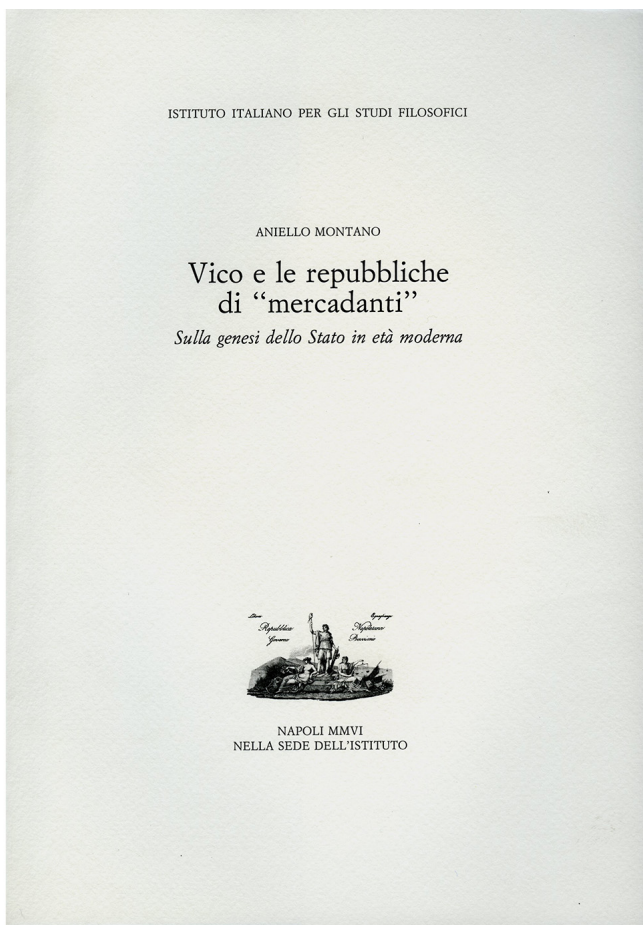 ISTITUTO ITALIANO PER GLI STUDI FILOSOFICI
ANIELLO MONTANO
Vico e le repubbliche
di “mercadanti”
Sulla genesi dello Stato in età moderna
Repubblica Napoletana
NAPOLI MMVI
NELLA SEDE DELL'ISTITUTO